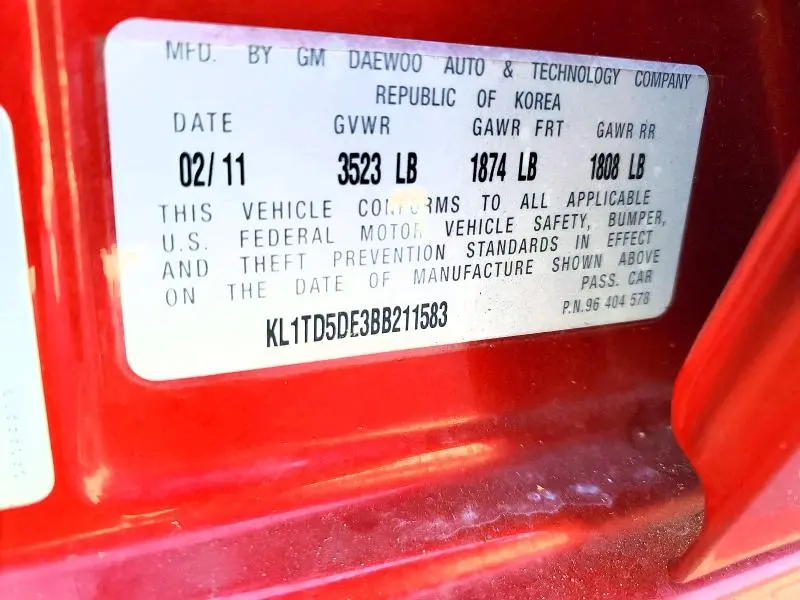 MFD. BY GM DAEWOO AUTO & TECHNOLOGY COMPANY
REPUBLIC OF KOREA
DATE GVWR GAWR FRT GAWR RR
02/11 3523 LB 1874 LB 1808 LB
THIS VEHICLE CONFORMS TO ALL APPLICABLE
U.S. FEDERAL MOTOR VEHICLE SAFETY, BUMPER,
AND THEFT PREVENTION STANDARDS IN EFFECT
ON THE DATE OF MANUFACTURE SHOWN ABOVE
PASS. CAR
KL1TD5DE3BB211583
P.N.96 404 578